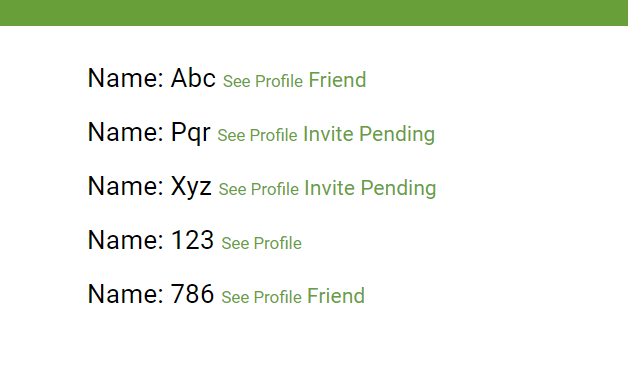 Name: Abc See Profile Friend
Name: Pqr See Profile Invite Pending
Name: Xyz See Profile Invite Pending
Name: 123 See Profile
Name: 786 See Profile Friend